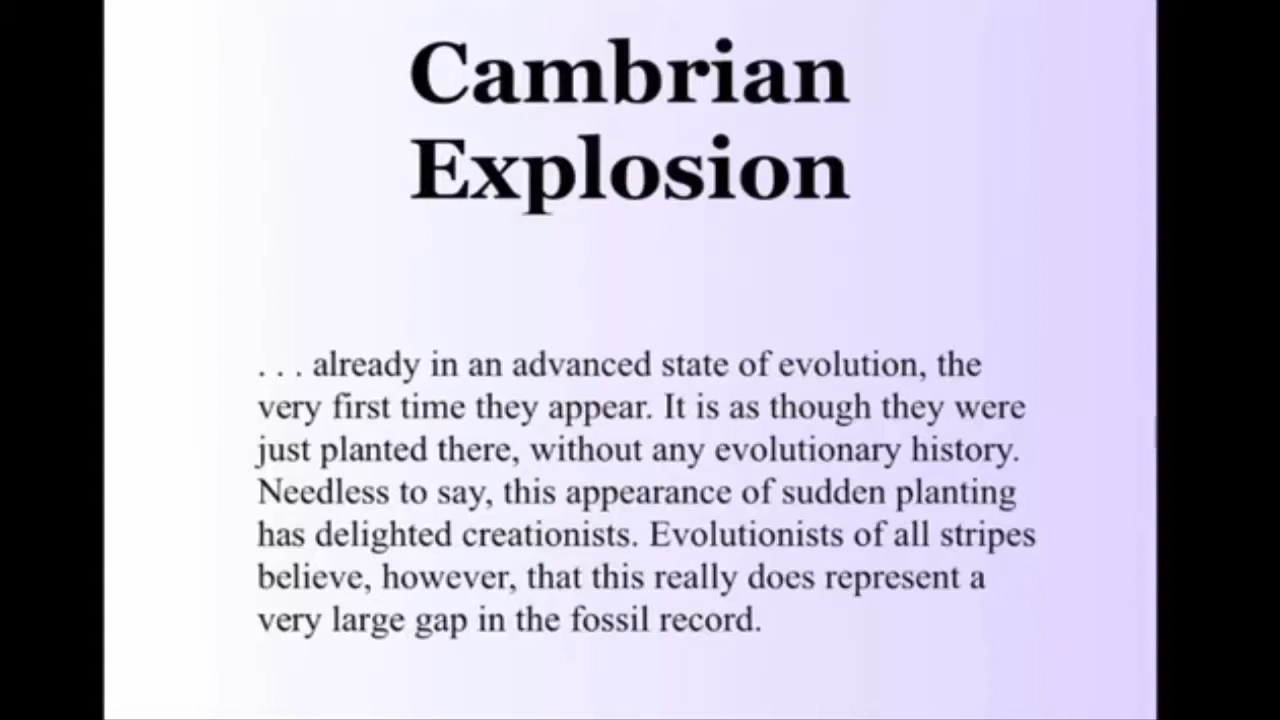 Cambrian
Explosion
. . . already in an advanced state of evolution, the
very first time they appear. It is as though they were
just planted there, without any evolutionary history.
Needless to say, this appearance of sudden planting
has delighted creationists. Evolutionists of all stripes
believe, however, that this really does represent a
very large gap in the fossil record.